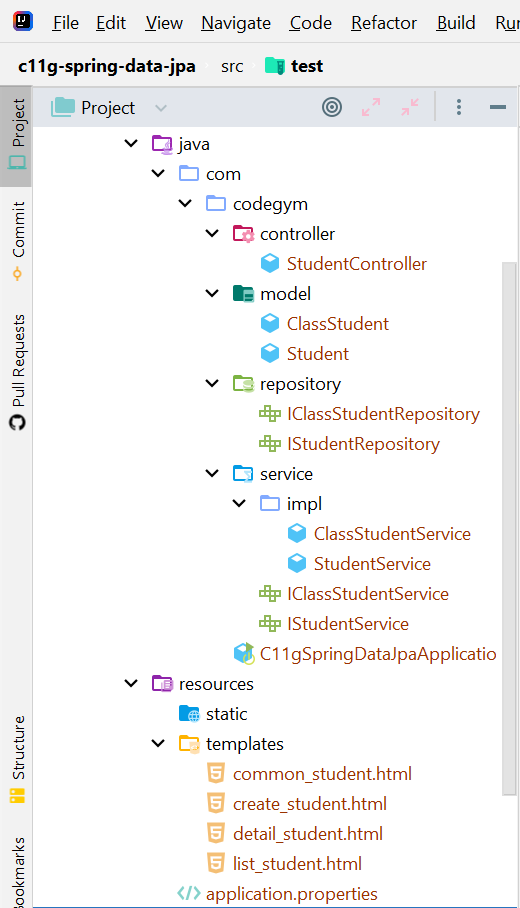 File Edit View Navigate Code Refactor Build
c11g-spring-data-jpa src test
Project
Project
Commit
Pull Requests
Structure
Bookmarks
java
com
codegym
controller
StudentController
model
ClassStudent
Student
repository
IClassStudentRepository
IStudentRepository
service
impl
ClassStudentService
StudentService
IClassStudentService
IStudentService
C11gSpringDataJpaApplicatio
resources
static
templates
common_student.html
create_student.html
detail_student.html
list_student.html
application.properties